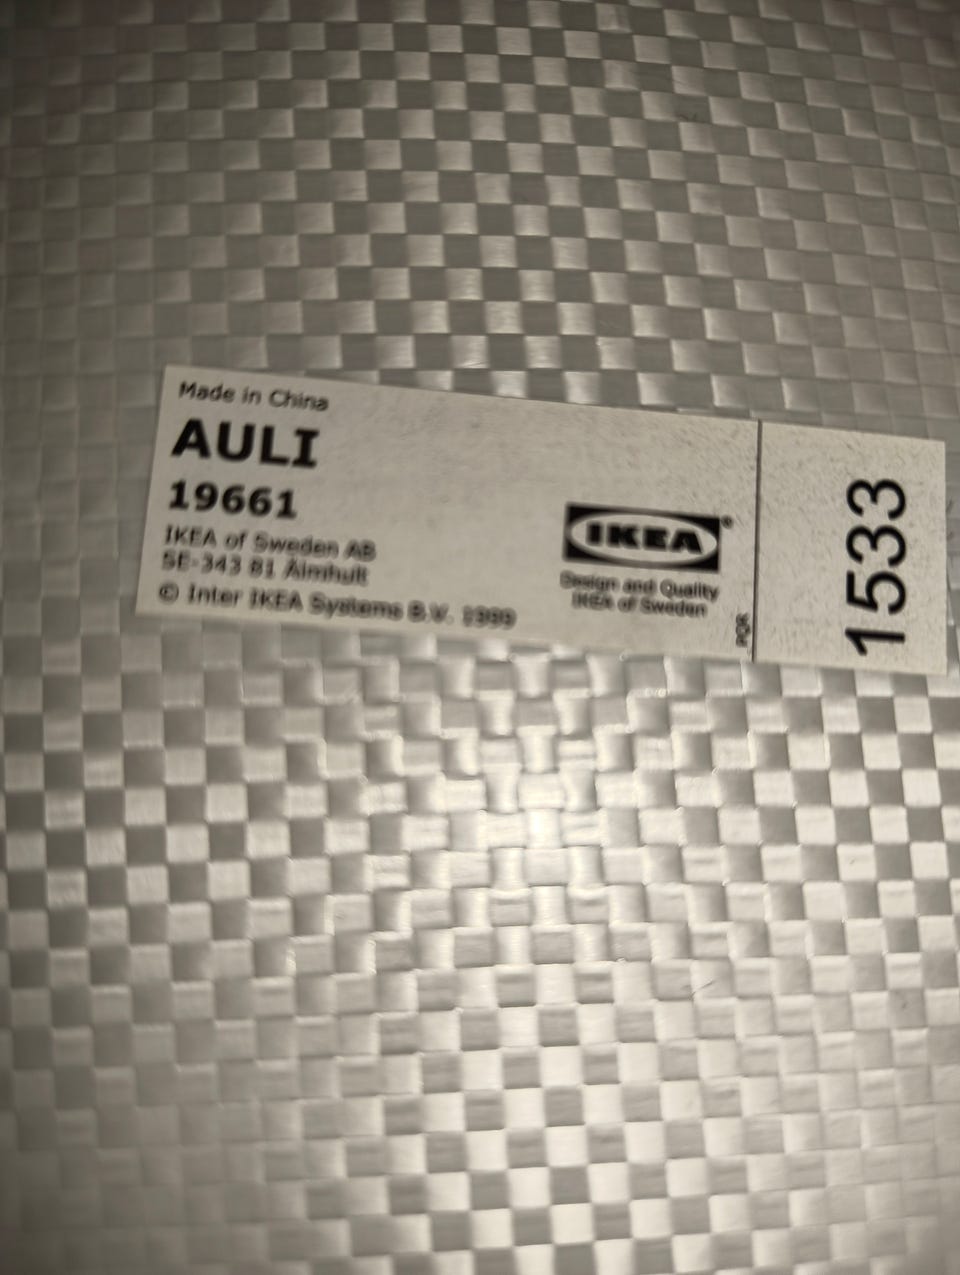 Made in China
AULI
19661
IKEA of Sweden AB
SE-343 81 Älmhult
© Inter IKEA Systems B.V. 1999
IKEA®
Design and Quality
IKEA of Sweden
PQR
1533